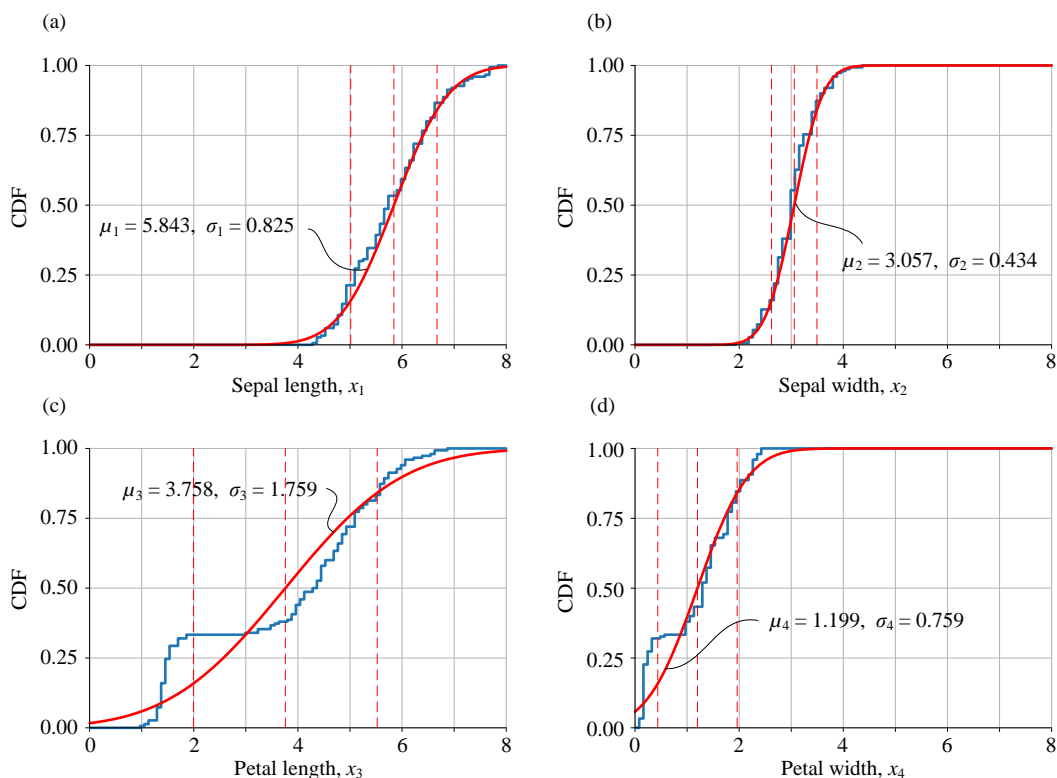 (a)
1.00
0.75
0.50
0.25
0.00
CDF
μ1 = 5.843, σ1 = 0.825
0 2 4 6 8
Sepal length, x1
(b)
1.00
0.75
0.50
0.25
0.00
CDF
μ2 = 3.057, σ2 = 0.434
0 2 4 6 8
Sepal width, x2
(c)
1.00
0.75
0.50
0.25
0.00
CDF
μ3 = 3.758, σ3 = 1.759
0 2 4 6 8
Petal length, x3
(d)
1.00
0.75
0.50
0.25
0.00
CDF
μ4 = 1.199, σ4 = 0.759
0 2 4 6 8
Petal width, x4